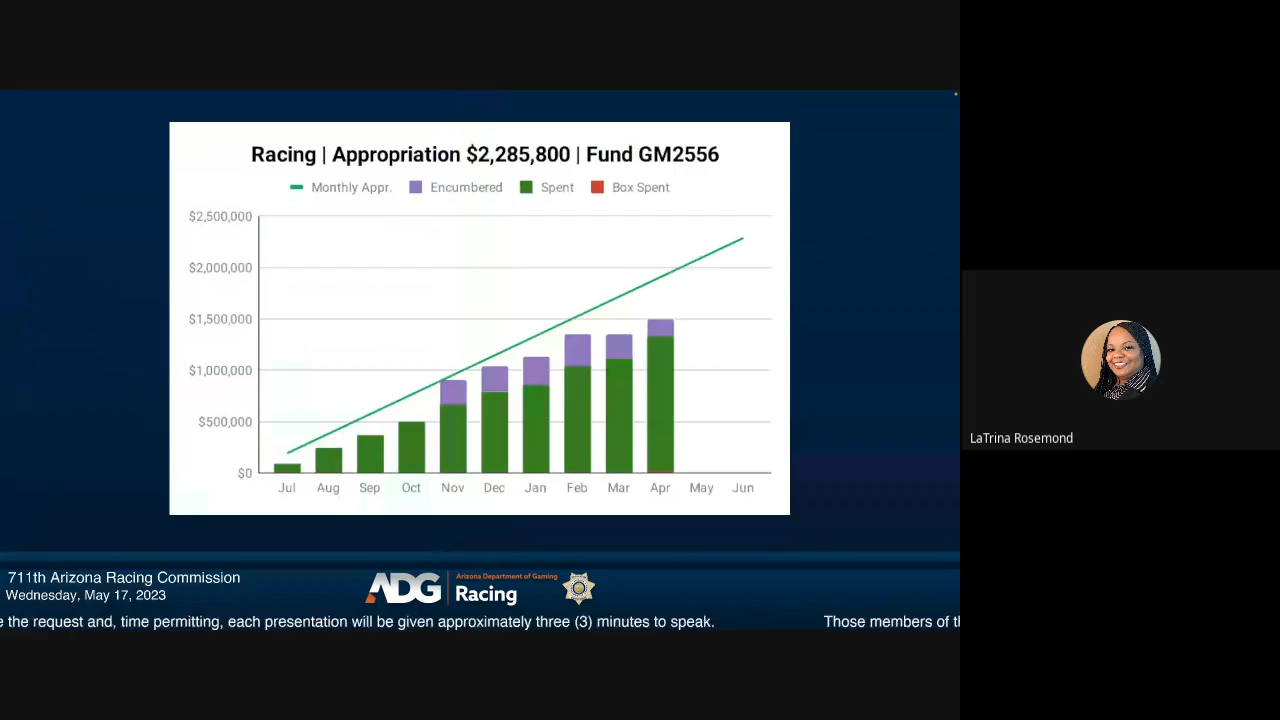 Racing | Appropriation $2,285,800 | Fund GM2556
Monthly Appr. Encumbered Spent Box Spent
$2,500,000
$2,000,000
$1,500,000
$1,000,000
$500,000
$0
Jul Aug Sep Oct Nov Dec Jan Feb Mar Apr May Jun
LaTrina Rosemond
711th Arizona Racing Commission
Wednesday, May 17, 2023
ADG
Arizona Department of Gaming
Racing
e the request and, time permitting, each presentation will be given approximately three (3) minutes to speak. Those members of th